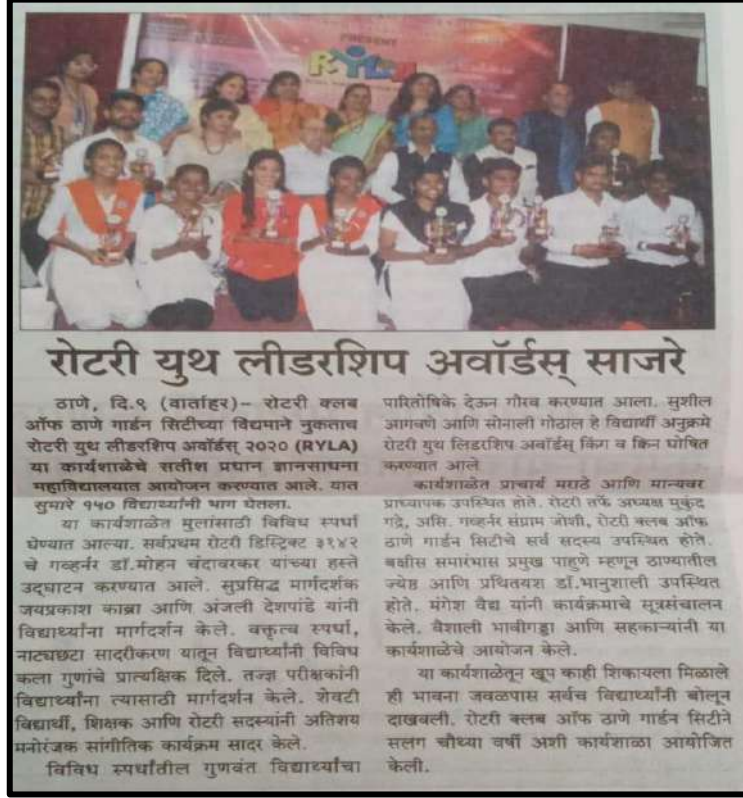 PRESENT
RYLA
रोटरी युथ लीडरशिप अवॉर्डस् साजरे
ठाणे, दि.९ (वार्ताहर)– रोटरी क्लब
ऑफ ठाणे गार्डन सिटीच्या विद्यमाने नुकताच
रोटरी युथ लीडरशिप अवॉर्डस् २०२० (RYLA)
या कार्यशाळेचे सतीश प्रधान ज्ञानसाधना
महाविद्यालयात आयोजन करण्यात आले. यात
सुमारे १५० विद्यार्थ्यांनी भाग घेतला.
या कार्यशाळेत मुलांसाठी विविध स्पर्धा
घेण्यात आल्या. सर्वप्रथम रोटरी डिस्ट्रिक्ट ३१४२
चे गव्हर्नर डॉ.मोहन चंदावरकर यांच्या हस्ते
उद्घाटन करण्यात आले. सुप्रसिद्ध मार्गदर्शक
जयप्रकाश काब्रा आणि अंजली देशपांडे यांनी
विद्यार्थ्यांना मार्गदर्शन केले. वक्तृत्व स्पर्धा,
नाट्यछटा सादरीकरण यातून विद्यार्थ्यांनी विविध
कला गुणांचे प्रात्यक्षिक दिले. तज्ज्ञ परीक्षकांनी
विद्यार्थ्यांना त्यासाठी मार्गदर्शन केले. शेवटी
विद्यार्थी, शिक्षक आणि रोटरी सदस्यांनी अतिशय
मनोरंजक सांगीतिक कार्यक्रम सादर केले.
विविध स्पर्धांतील गुणवंत विद्यार्थ्यांचा
पारितोषिके देऊन गौरव करण्यात आला. सुशील
आगवणे आणि सोनाली गोठाल हे विद्यार्थी अनुक्रमे
रोटरी युथ लिडरशिप अवॉर्डस् किंग व क्विन घोषित
करण्यात आले
कार्यशाळेत प्राचार्य मराठे आणि मान्यवर
प्राध्यापक उपस्थित होते. रोटरी तर्फे अध्यक्ष मुकुंद
गद्रे, असि. गव्हर्नर संग्राम जोशी, रोटरी क्लब ऑफ
ठाणे गार्डन सिटीचे सर्व सदस्य उपस्थित होते.
बक्षीस समारंभास प्रमुख पाहुणे म्हणून ठाण्यातील
ज्येष्ठ आणि प्रथितयश डॉ.भानुशाली उपस्थित
होते. मंगेश वैद्य यांनी कार्यक्रमाचे सूत्रसंचालन
केले. वैशाली भावीगड्डा आणि सहकाऱ्यांनी या
कार्यशाळेचे आयोजन केले.
या कार्यशाळेतून खूप काही शिकायला मिळाले
ही भावना जवळपास सर्वच विद्यार्थ्यांनी बोलून
दाखवली. रोटरी क्लब ऑफ ठाणे गार्डन सिटीने
सलग चौथ्या वर्षी अशी कार्यशाळा आयोजित
केली.